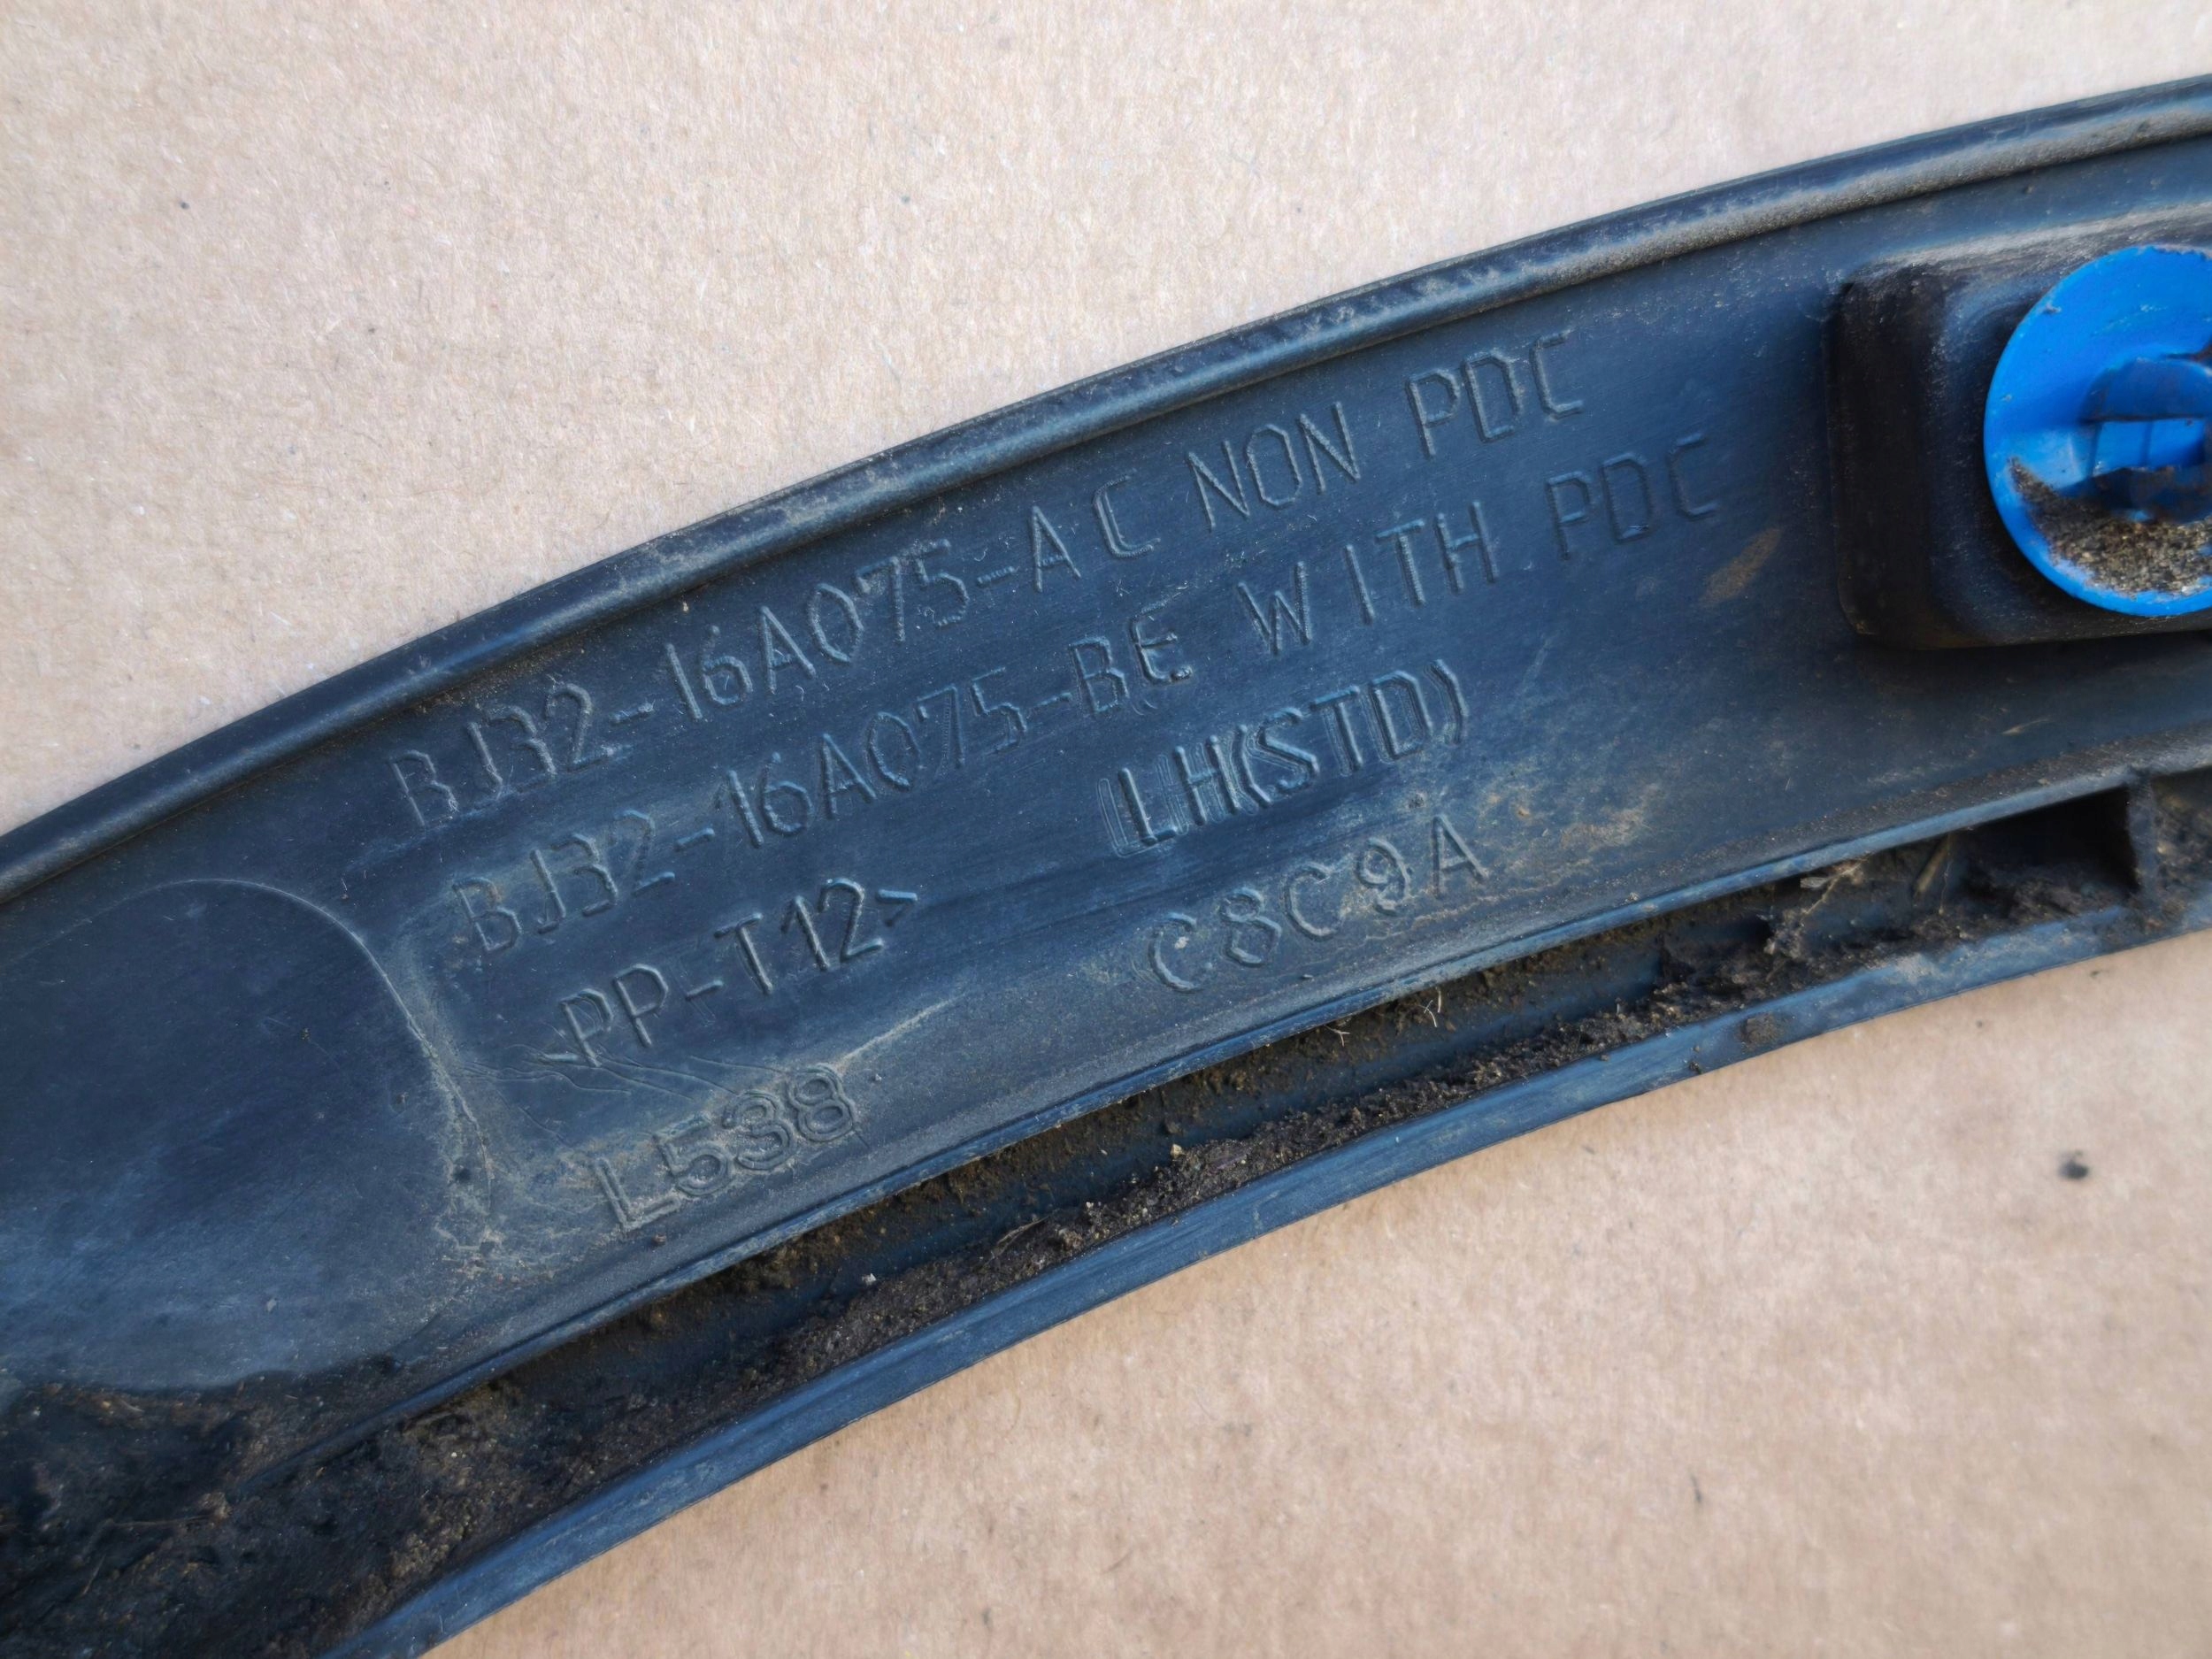 BJ32-16A075-AC NON PDC
BJ32-16A075-BE WITH PDC
<PP-T12> LH(STD)
L538 C8C9A